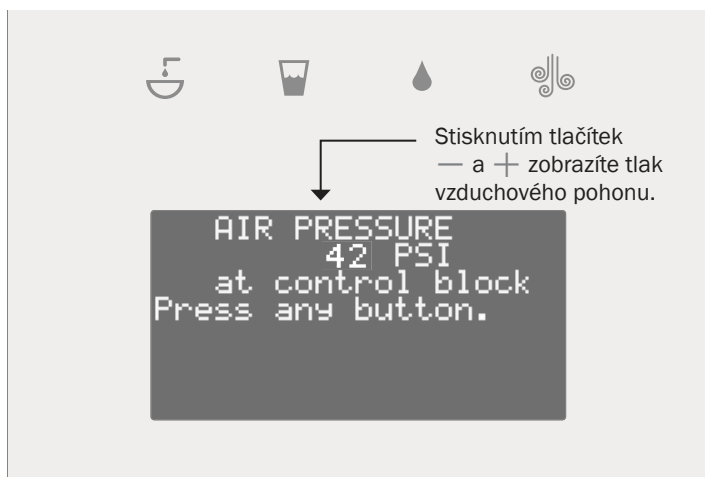 Stisknutím tlačítek
— a + zobrazíte tlak
vzduchového pohonu.
AIR PRESSURE
42 PSI
at control block
Press any button.